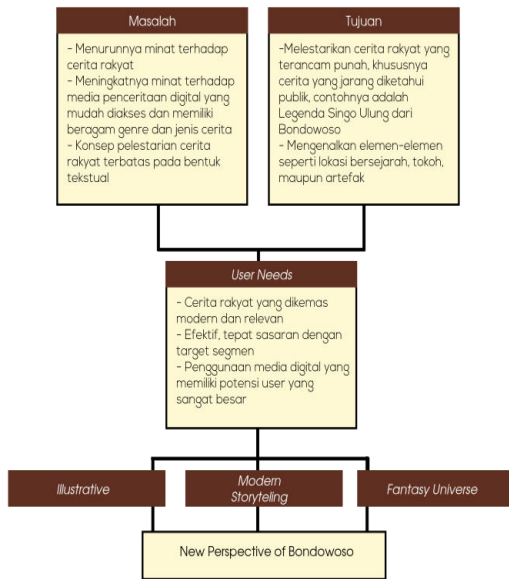 Masalah
- Menurunnya minat terhadap
cerita rakyat
- Meningkatnya minat terhadap
media penceritaan digital yang
mudah diakses dan memiliki
beragam genre dan jenis cerita
- Konsep pelestarian cerita
rakyat terbatas pada bentuk
tekstual
Tujuan
-Melestarikan cerita rakyat yang
terancam punah, khususnya
cerita yang jarang diketahui
publik, contohnya adalah
Legenda Singo Ulung dari
Bondowoso
- Mengenalkan elemen-elemen
seperti lokasi bersejarah, tokoh,
maupun artefak
User Needs
- Cerita rakyat yang dikemas
modern dan relevan
- Efektif, tepat sasaran dengan
target segmen
- Penggunaan media digital yang
memiliki potensi user yang
sangat besar
Illustrative
Modern
Storyteling
Fantasy Universe
New Perspective of Bondowoso